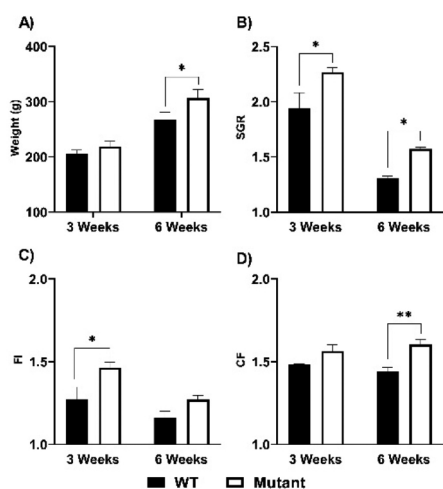 A)
Weight (g)
400
300
200
100
*
3 Weeks 6 Weeks
B)
SGR
2.5
2.0
1.5
1.0
*
*
3 Weeks 6 Weeks
C)
FI
2.0
1.5
1.0
*
3 Weeks 6 Weeks
D)
CF
2.0
1.5
1.0
**
3 Weeks 6 Weeks
WT Mutant